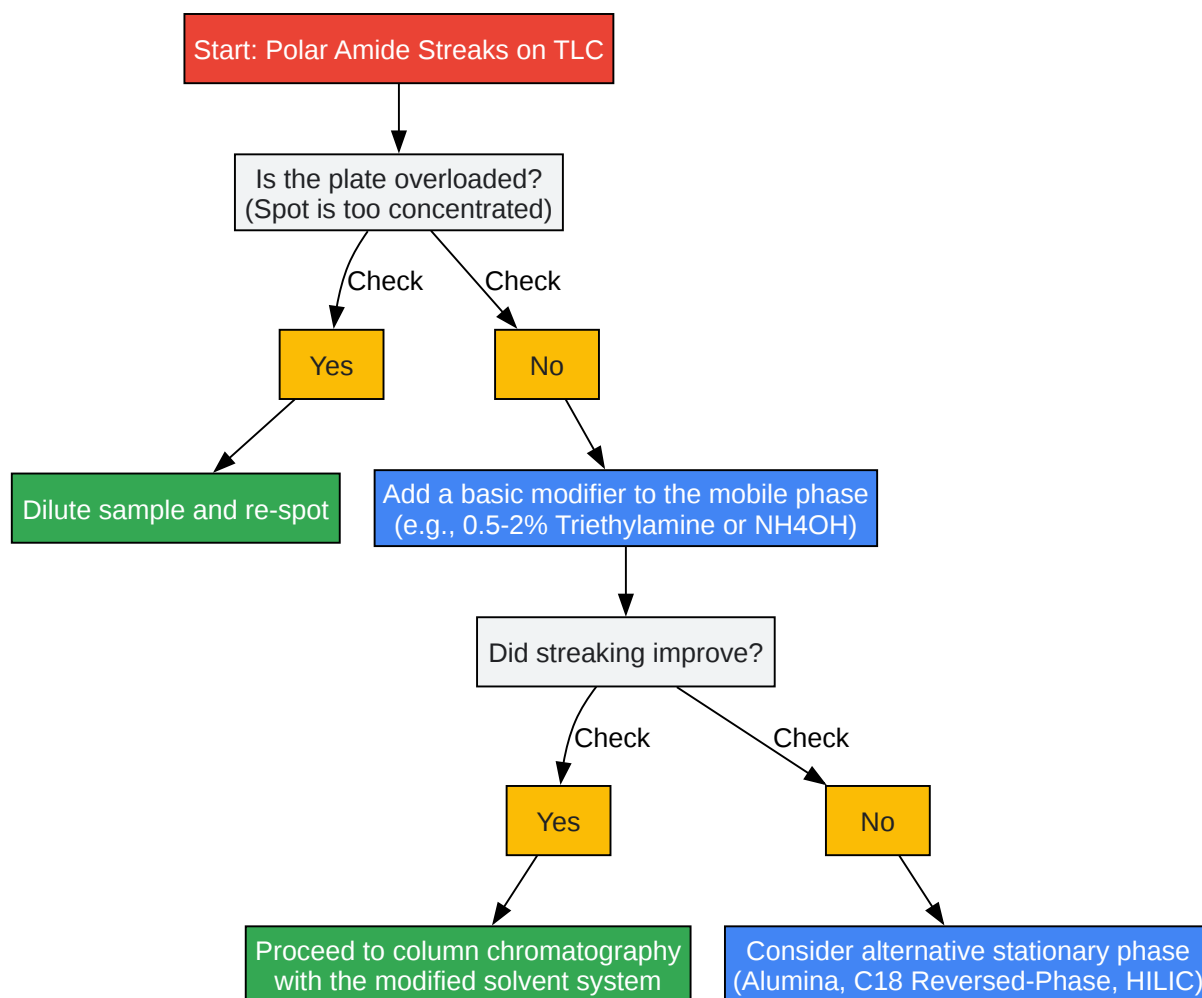 Start: Polar Amide Streaks on TLC
Is the plate overloaded?
(Spot is too concentrated)
Check
Check
Yes
No
Dilute sample and re-spot
Add a basic modifier to the mobile phase
(e.g., 0.5-2% Triethylamine or NH4OH)
Did streaking improve?
Check
Check
Yes
No
Proceed to column chromatography
with the modified solvent system
Consider alternative stationary phase
(Alumina, C18 Reversed-Phase, HILIC)